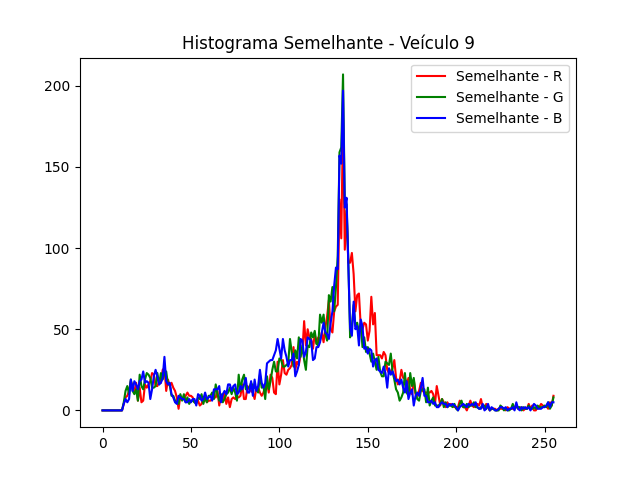 Histograma Semelhante - Veículo 9
Semelhante - R
Semelhante - G
Semelhante - B
200
150
100
50
0
0 50 100 150 200 250